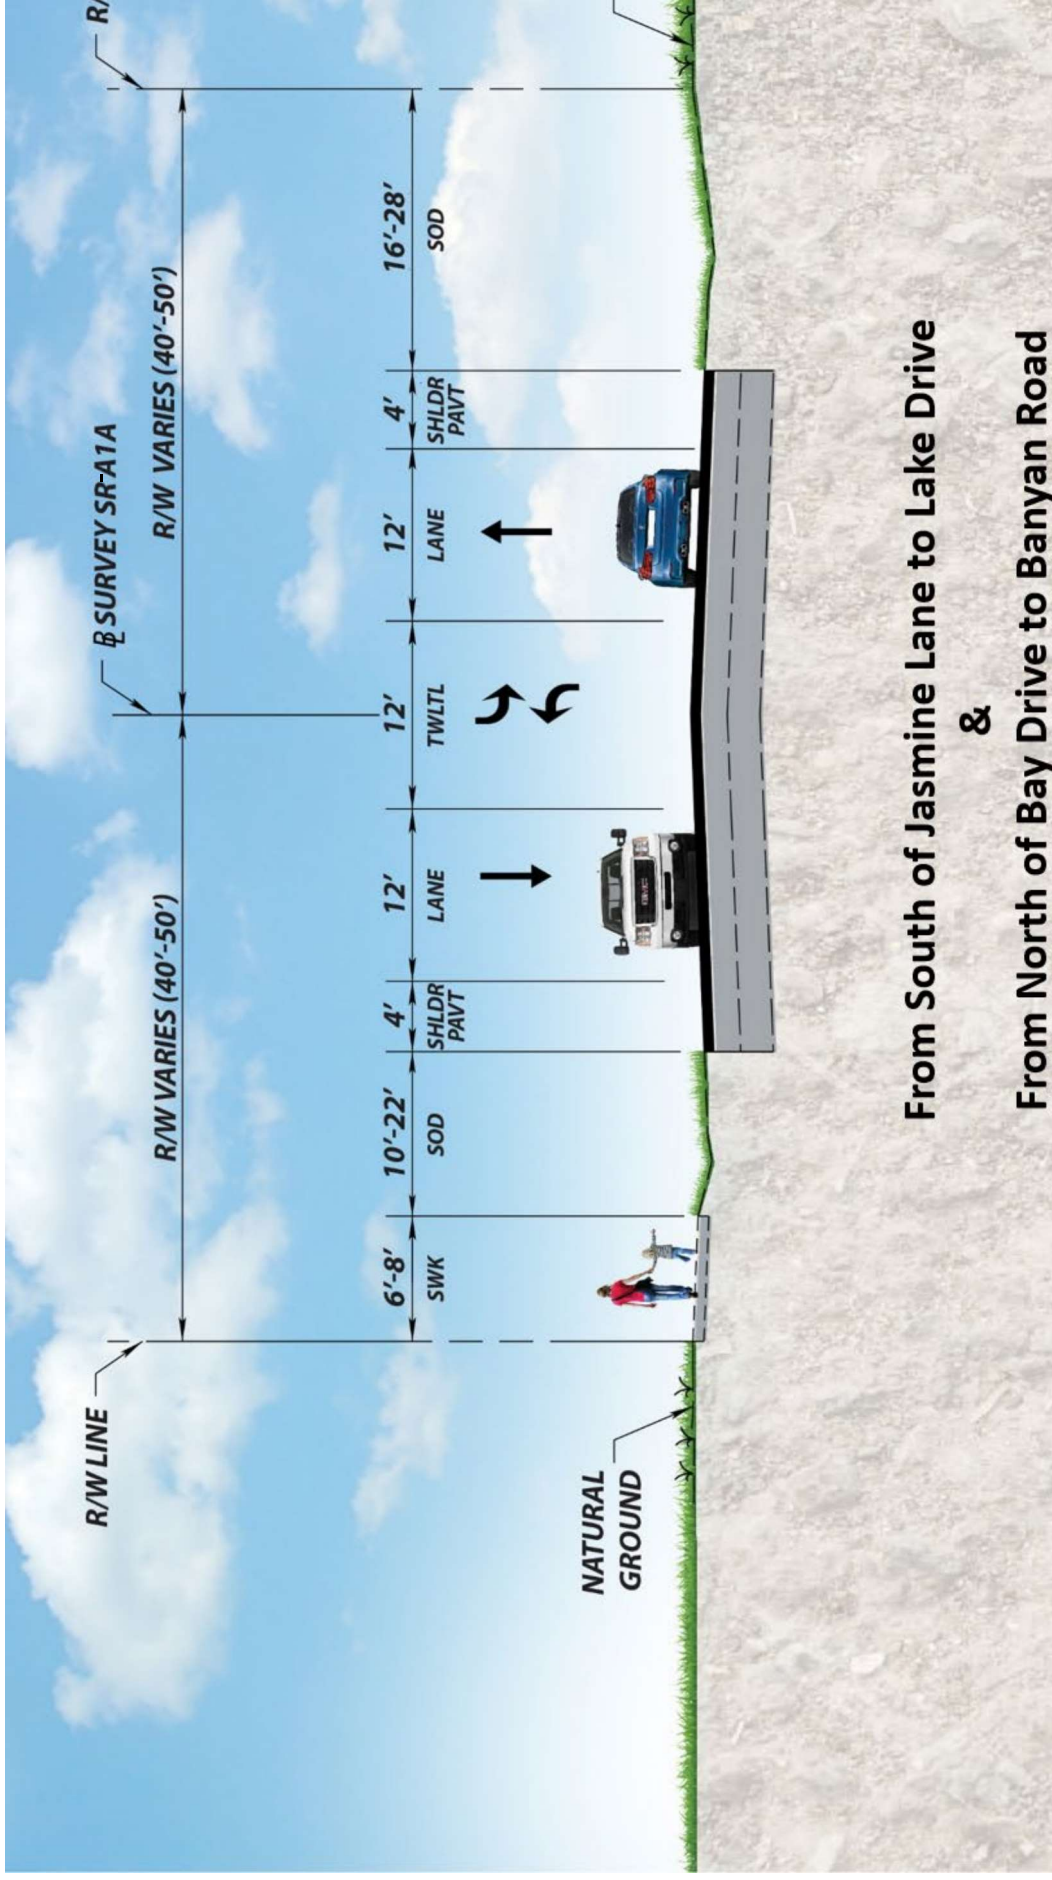 R/W LINE
R/
℄ SURVEY SR-A1A
R/W VARIES (40'-50')
R/W VARIES (40'-50')
6'-8'
10'-22'
4'
12'
12'
12'
4'
16'-28'
SWK
SOD
SHLDR
PAVT
LANE
TWLTL
LANE
SHLDR
PAVT
SOD
NATURAL
GROUND
From South of Jasmine Lane to Lake Drive
&
From North of Bay Drive to Banyan Road